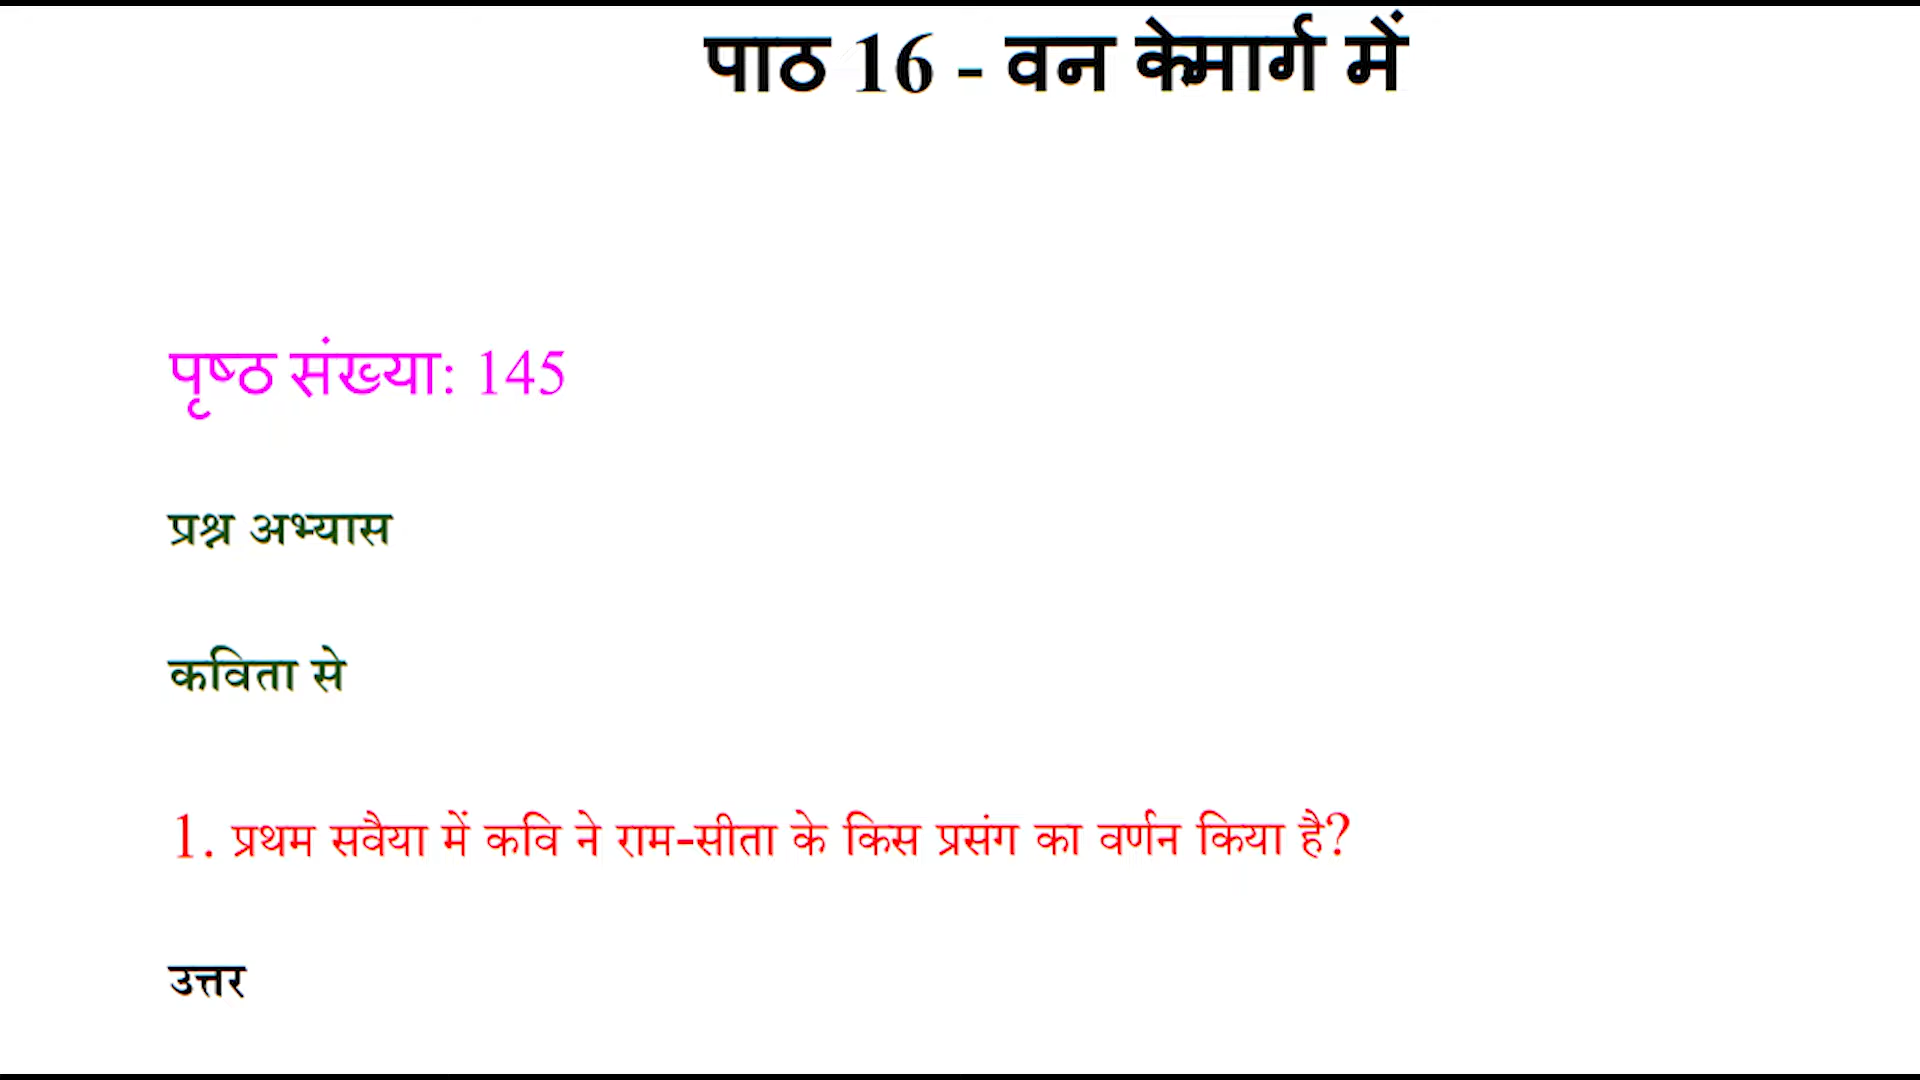 पाठ 16 - वन केमार्ग में
पृष्ठ संख्या: 145
प्रश्न अभ्यास
कविता से
1. प्रथम सवैया में कवि ने राम-सीता के किस प्रसंग का वर्णन किया है?
उत्तर